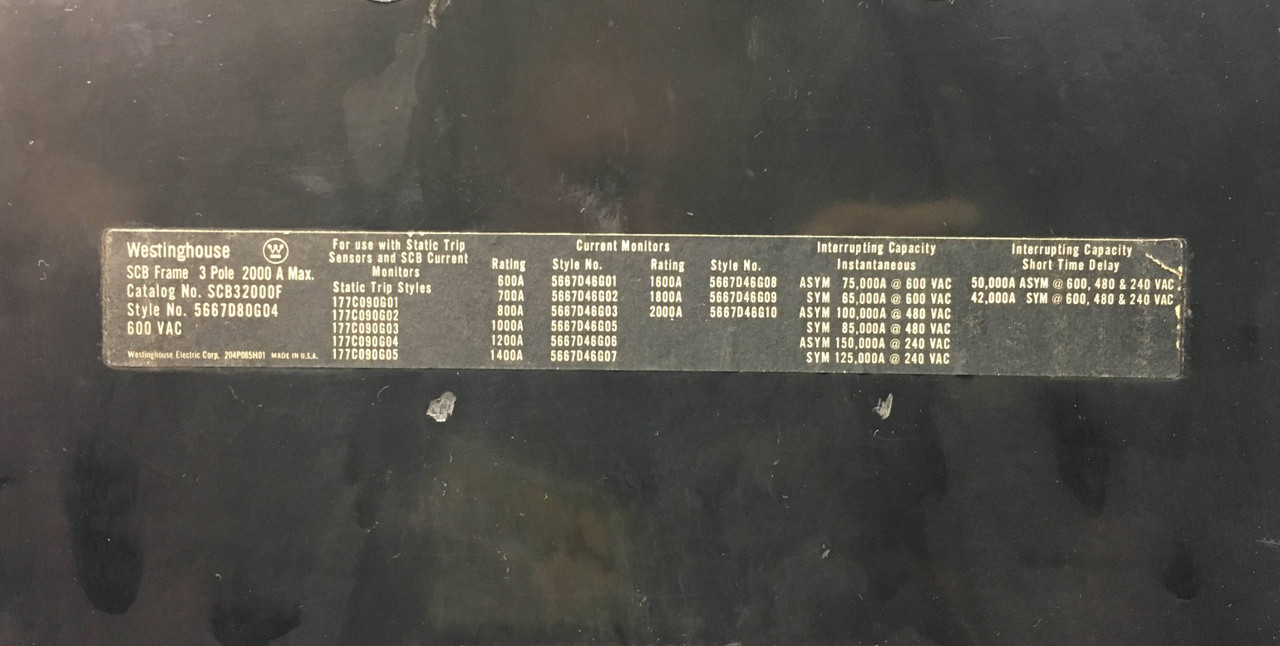 Westinghouse W
SCB Frame 3 Pole 2000 A Max.
Catalog No. SCB32000F
Style No. 5667D80G04
600 VAC
Westinghouse Electric Corp. 204P085H01 MADE IN U.S.A.
For use with Static Trip
Sensors and SCB Current
Monitors
Static Trip Styles
177C090G01
177C090G02
177C090G03
177C090G04
177C090G05
Current Monitors
Rating Style No. Rating Style No.
600A 5667D46G01 1600A 5667D46G08
700A 5667D46G02 1800A 5667D46G09
800A 5667D46G03 2000A 5667D46G10
1000A 5667D46G05
1200A 5667D46G06
1400A 5667D46G07
Interrupting Capacity
Instantaneous
ASYM 75,000A @ 600 VAC
SYM 65,000A @ 600 VAC
ASYM 100,000A @ 480 VAC
SYM 85,000A @ 480 VAC
ASYM 150,000A @ 240 VAC
SYM 125,000A @ 240 VAC
Interrupting Capacity
Short Time Delay
50,000A ASYM @ 600, 480 & 240 VAC
42,000A SYM @ 600, 480 & 240 VAC